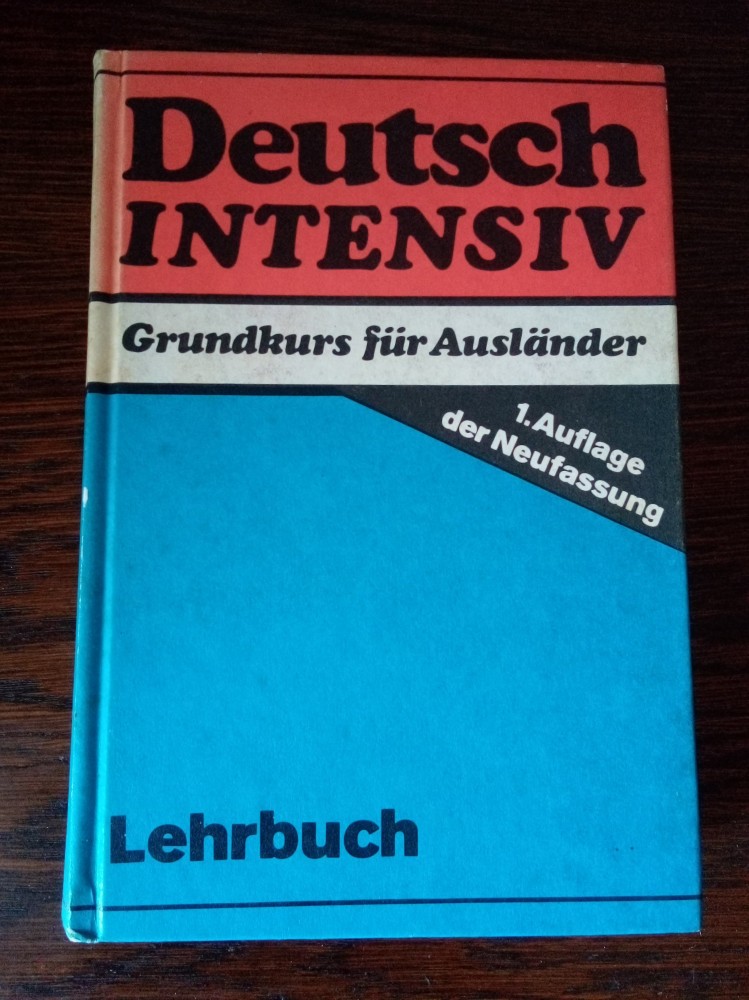 Deutsch
INTENSIV
Grundkurs für Ausländer
1. Auflage
der Neufassung
Lehrbuch